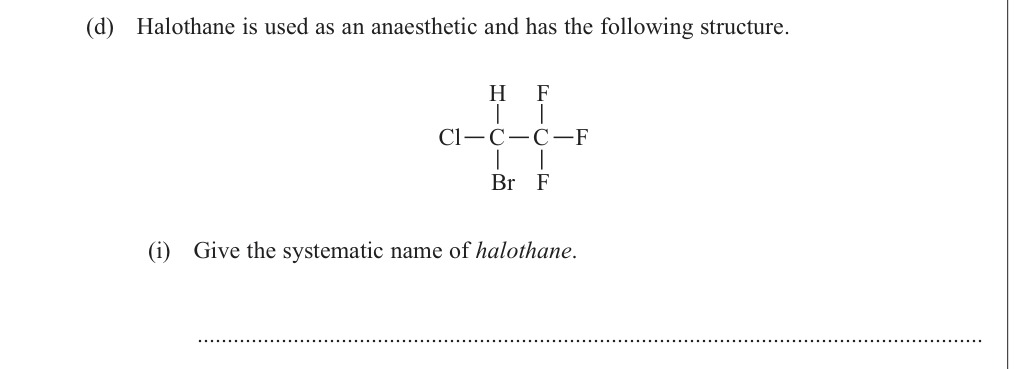 (d) Halothane is used as an anaesthetic and has the following structure.
H F
Cl—C—C—F
Br F
(i) Give the systematic name of halothane.